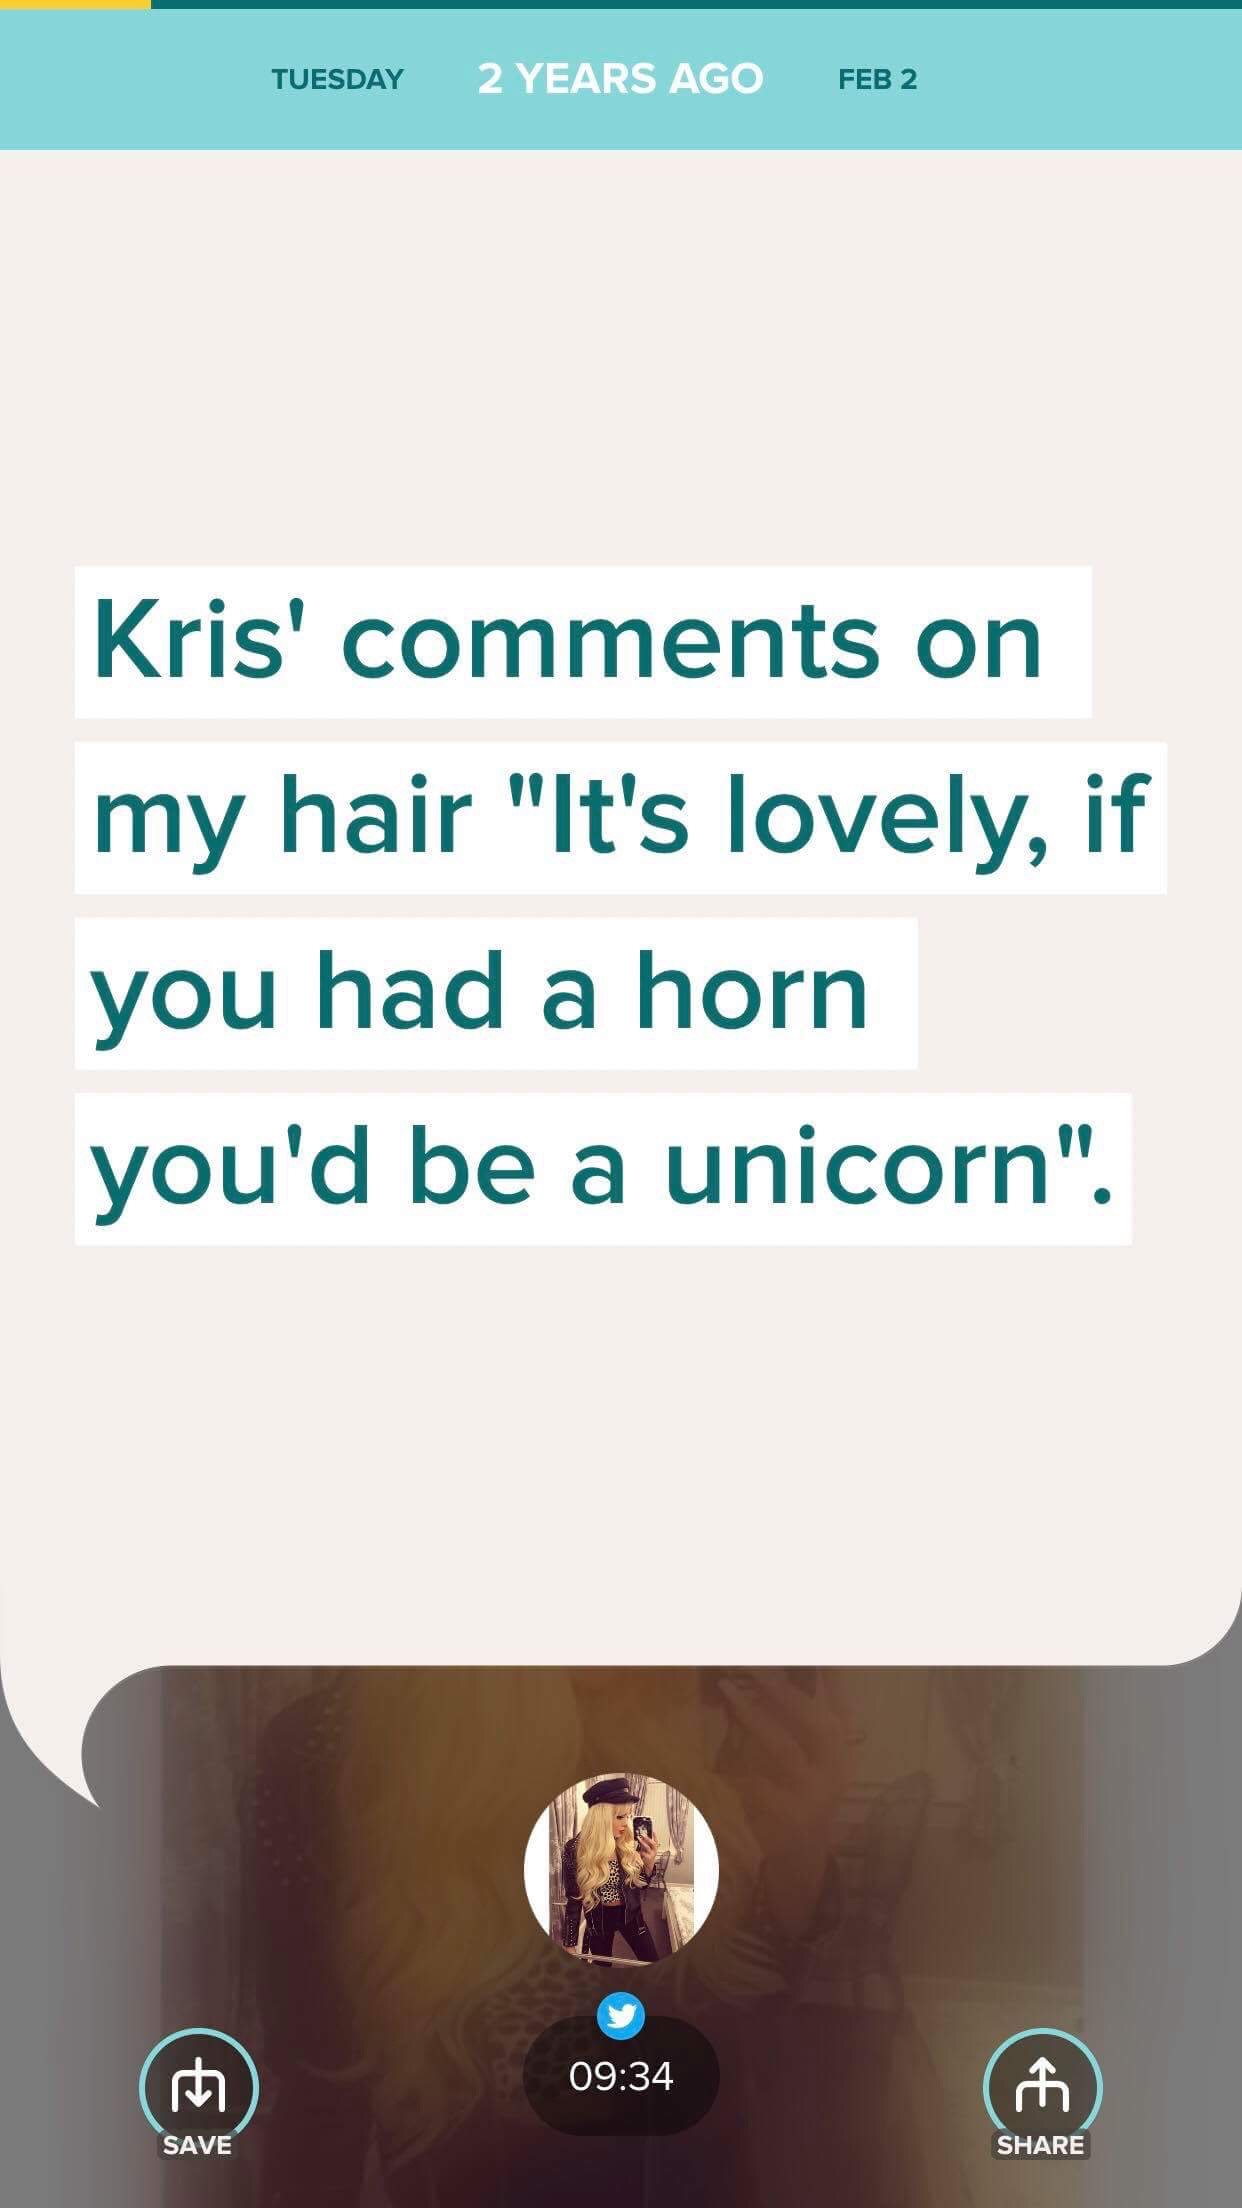 TUESDAY 2 YEARS AGO FEB 2
Kris' comments on
my hair "It's lovely, if
you had a horn
you'd be a unicorn".
09:34
SAVE SHARE